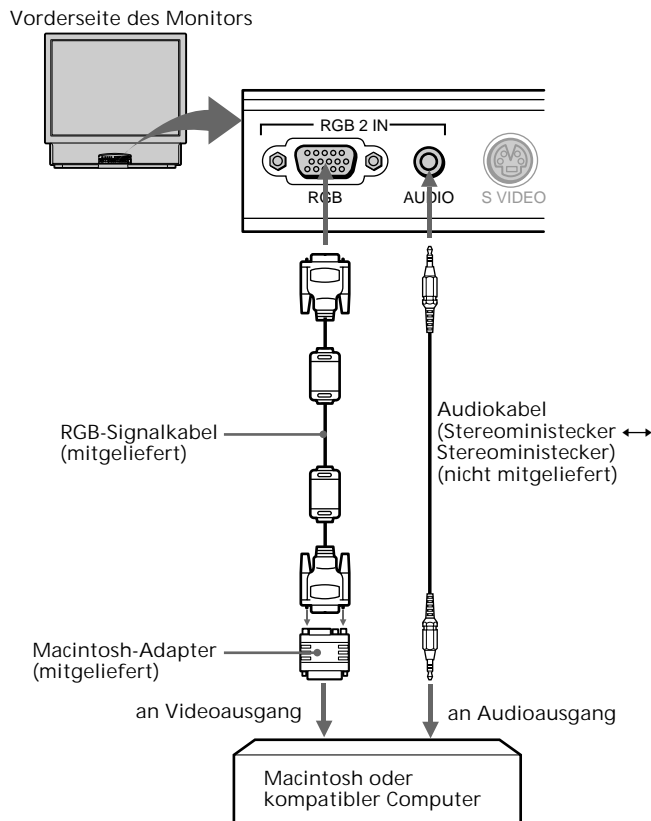 Vorderseite des Monitors
RGB 2 IN
RGB
AUDIO
S VIDEO
RGB-Signalkabel
(mitgeliefert)
Audiokabel
(Stereoministecker ↔
Stereoministecker)
(nicht mitgeliefert)
Macintosh-Adapter
(mitgeliefert)
an Videoausgang
an Audioausgang
Macintosh oder
kompatibler Computer